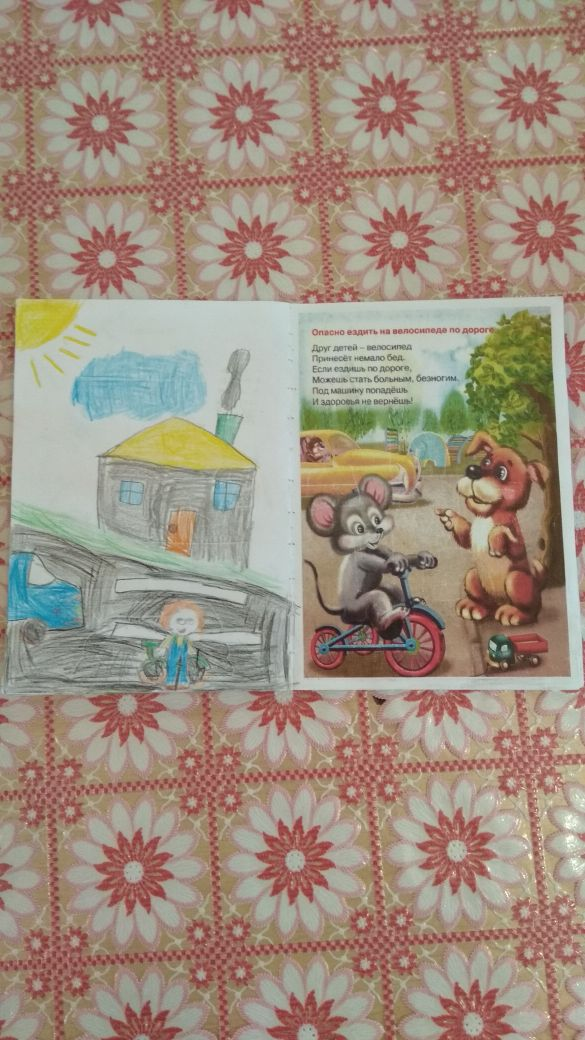 Опасно ездить на велосипеде по дороге
Друг детей – велосипед
Принесёт немало бед.
Если ездишь по дороге,
Можешь стать больным, безногим.
Под машину попадёшь
И здоровья не вернёшь!